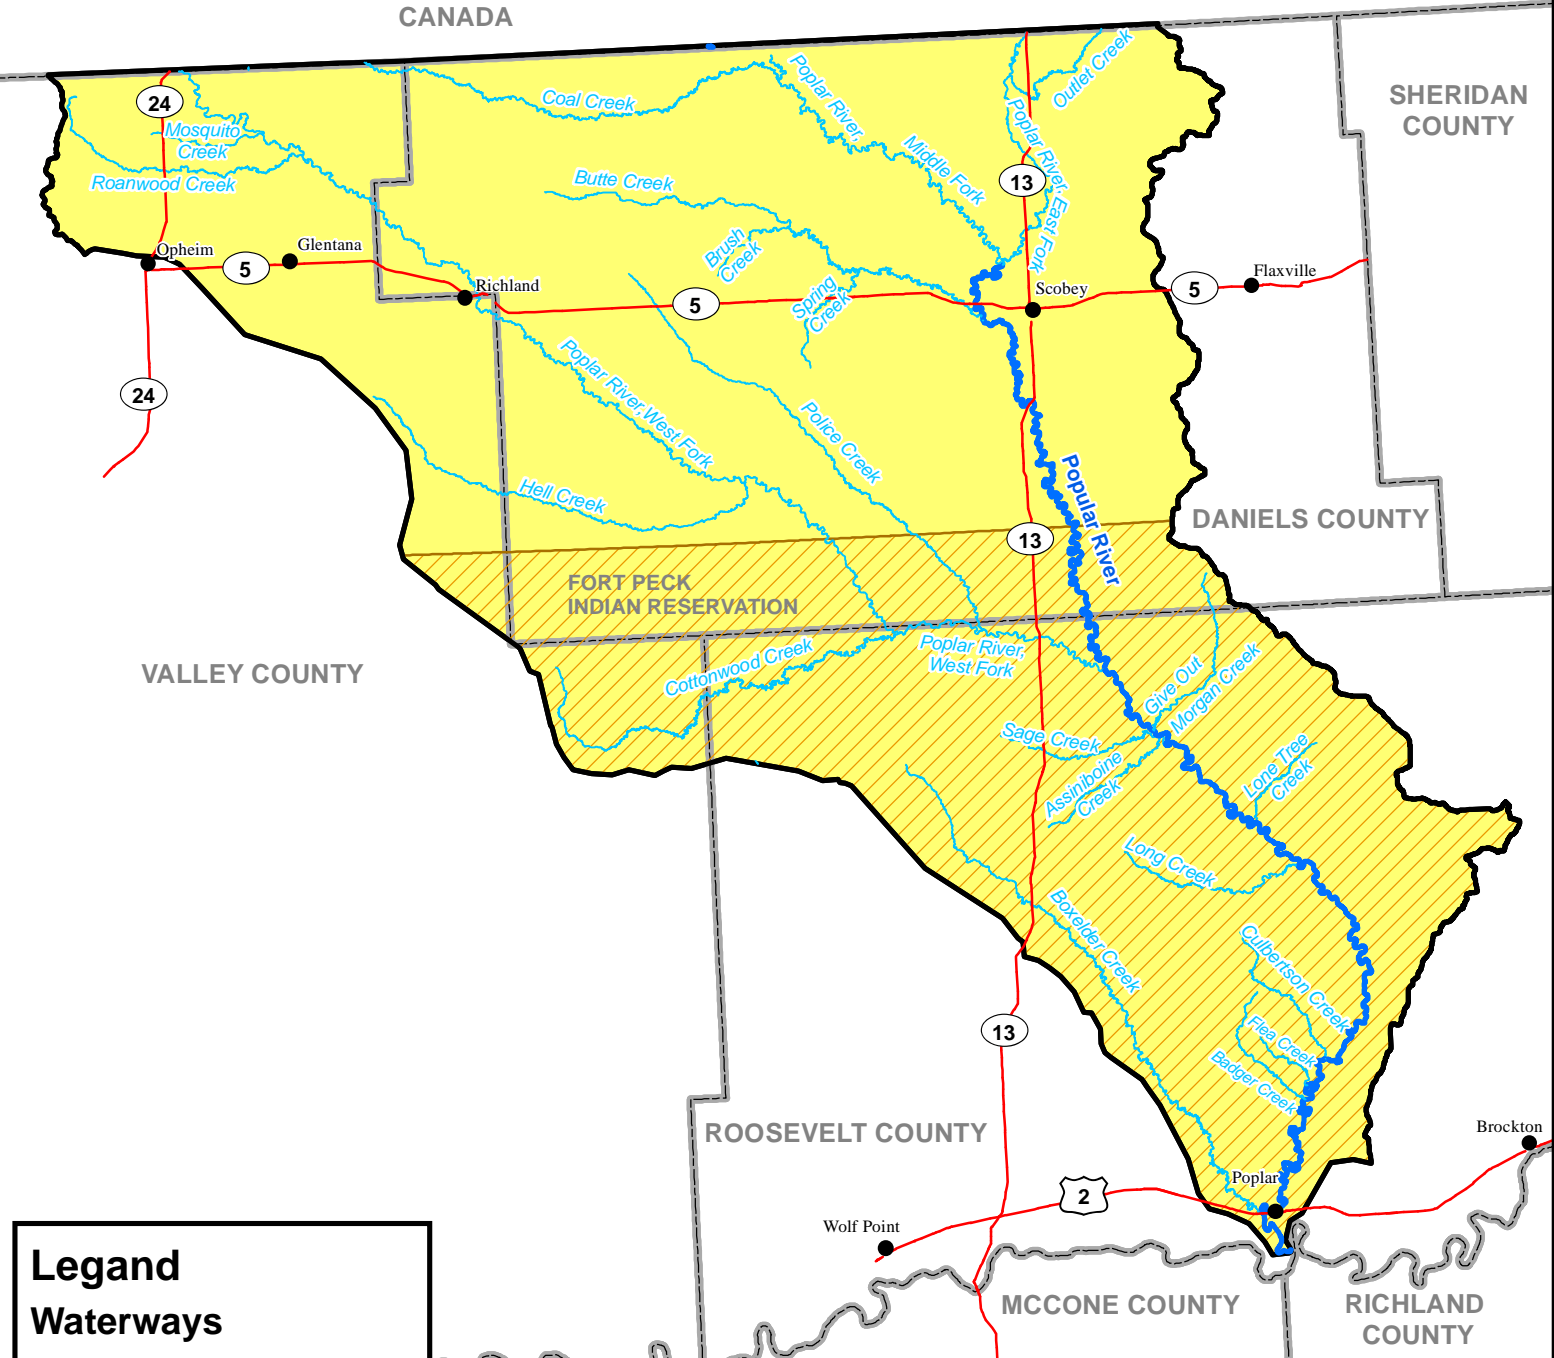 CANADA
SHERIDAN
COUNTY
24
Mosquito
Creek
Roanwood Creek
Coal Creek
Poplar River,
Middle Fork
Outlet Creek
Poplar River, East Fork
13
Butte Creek
Brush
Creek
Spring
Creek
Opheim
Glentana
5
Richland
5
Scobey
5
Flaxville
24
Poplar River, West Fork
Police Creek
Hell Creek
Popular River
DANIELS COUNTY
13
FORT PECK
INDIAN RESERVATION
VALLEY COUNTY
Cottonwood Creek
Poplar River,
West Fork
Give Out
Morgan Creek
Sage Creek
Assiniboine
Creek
Lone Tree
Creek
Long Creek
Boxelder Creek
Culbertson Creek
Flea Creek
Badger Creek
13
ROOSEVELT COUNTY
Brockton
Poplar
2
Wolf Point
MCCONE COUNTY
RICHLAND
COUNTY
Legand
Waterways